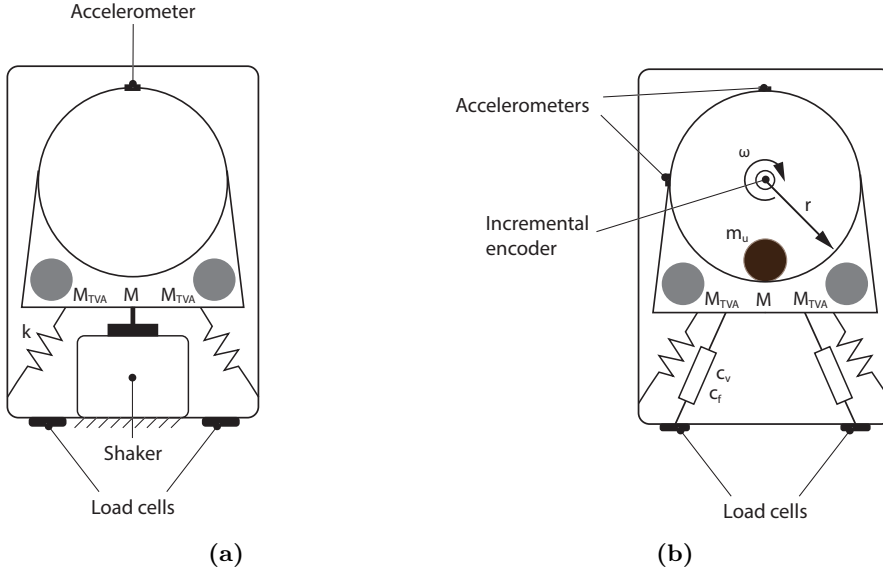 Accelerometer
M_TVA M M_TVA
k
Shaker
Load cells
(a)
Accelerometers
ω
r
Incremental
encoder
m_u
M_TVA M M_TVA
c_v
c_f
Load cells
(b)